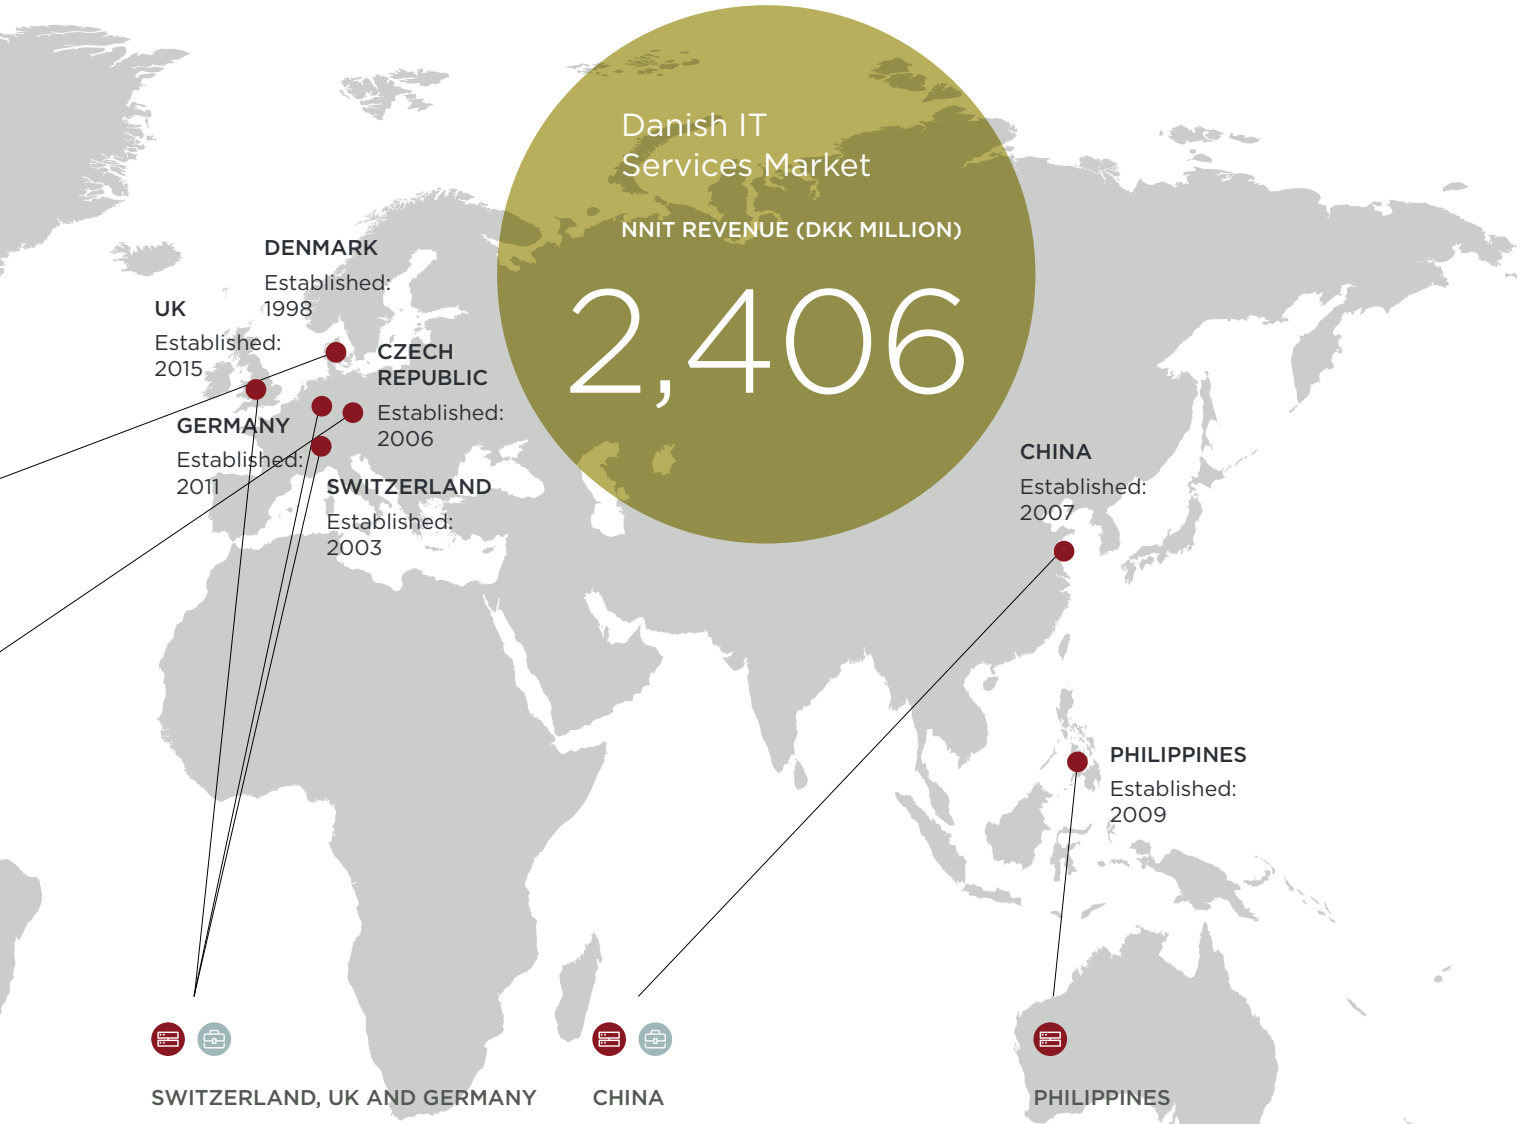 Danish IT
Services Market
NNIT REVENUE (DKK MILLION)
2,406
DENMARK
Established:
1998
UK
Established:
2015
CZECH
REPUBLIC
Established:
2006
GERMANY
Established:
2011
SWITZERLAND
Established:
2003
CHINA
Established:
2007
PHILIPPINES
Established:
2009
SWITZERLAND, UK AND GERMANY
CHINA
PHILIPPINES